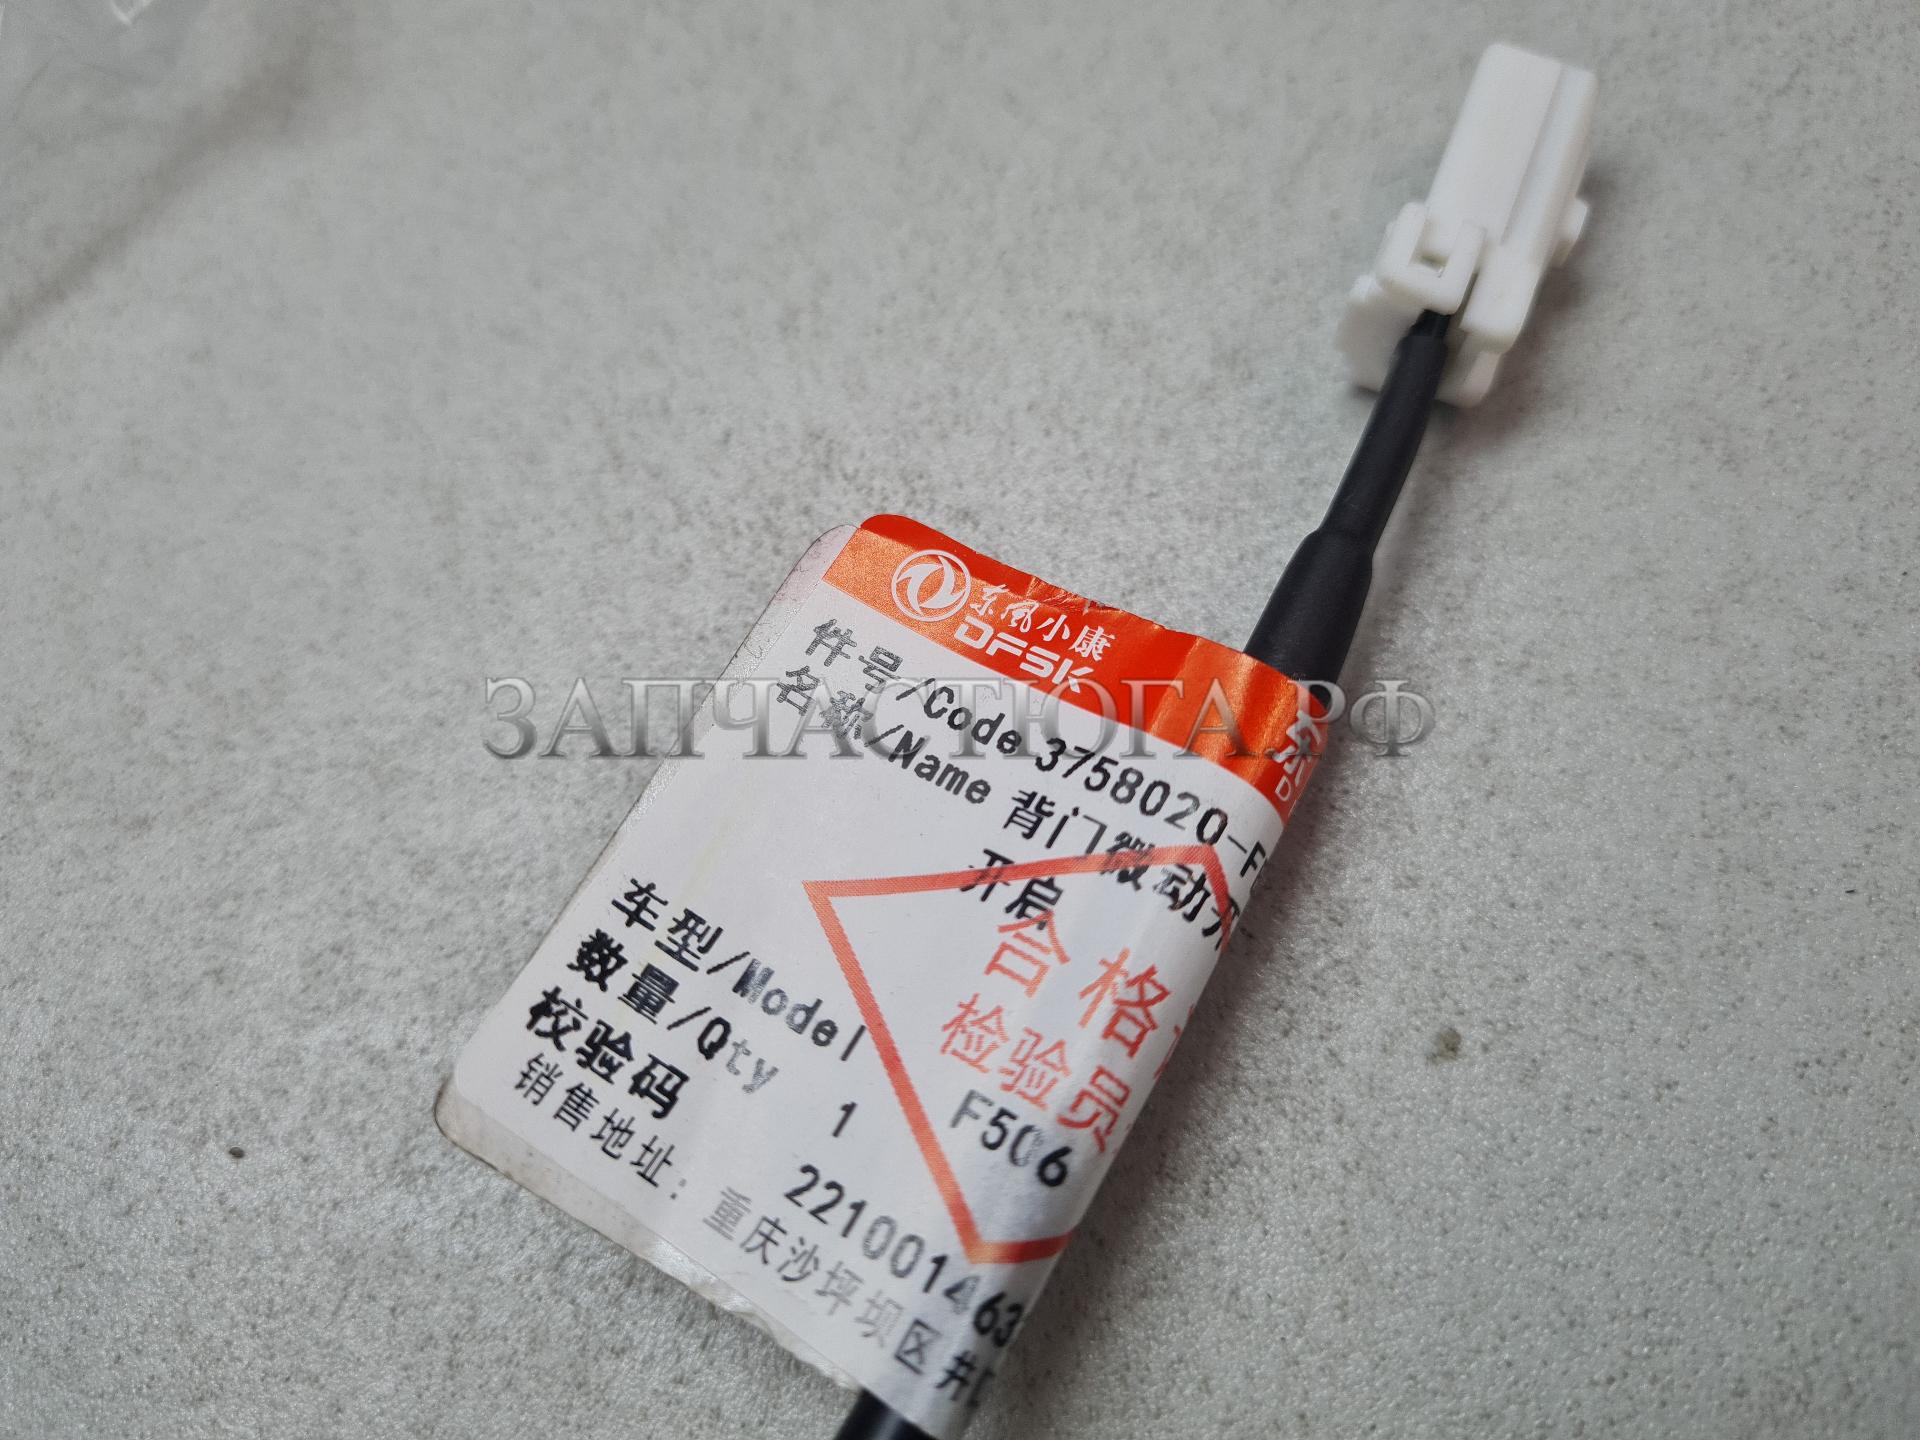 东风小康
DFSK
件号/Code 3758020-F
名称/Name 背门微动开
开启
车型/Model
数量/Qty 1
校验码 221001463
销售地址: 重庆沙坪坝区井
合格
检验员
F506
ЗАПЧАСТЮГА.РФ